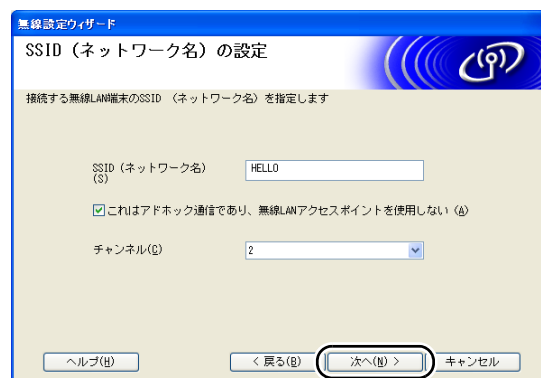 無線設定ウィザード
SSID（ネットワーク名）の設定
接続する無線LAN端末のSSID （ネットワーク名）を指定します
SSID（ネットワーク名）
(S)
HELLO
これはアドホック通信であり、無線LANアクセスポイントを使用しない (A)
チャンネル(C)
2
ヘルプ(H)
< 戻る(B)
次へ(N) >
キャンセル